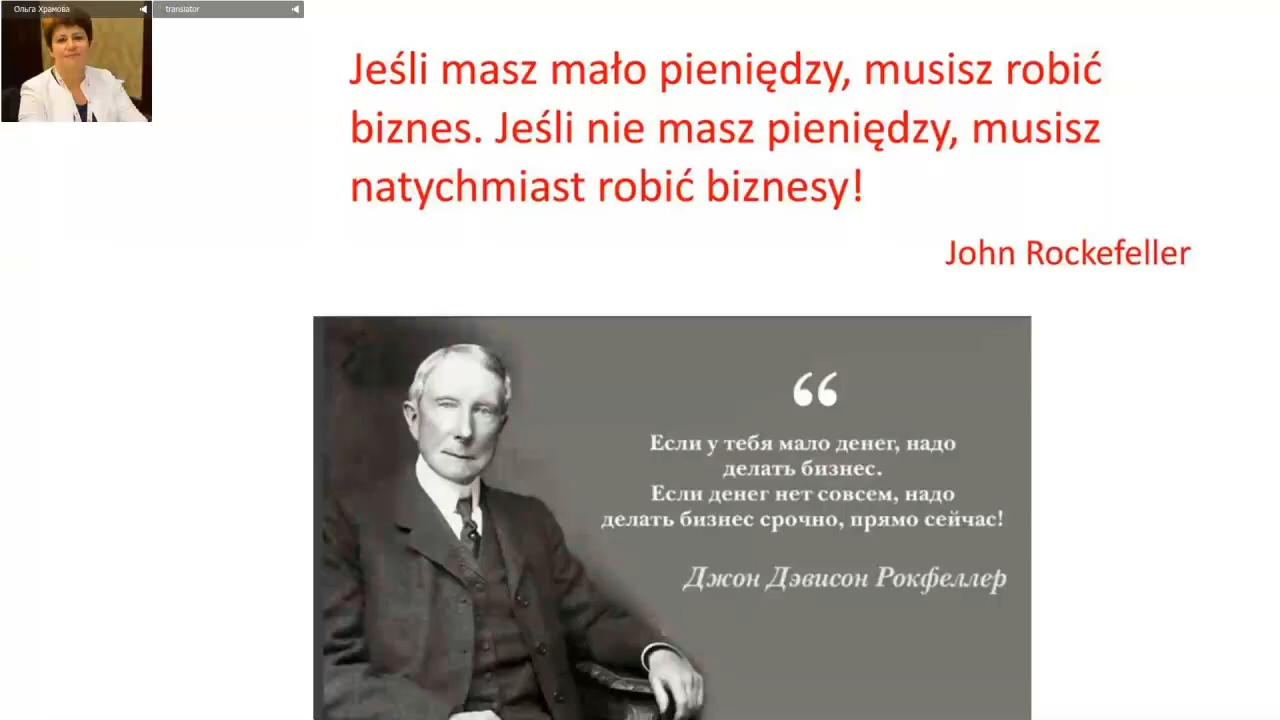 Ольга Храмова
translator
Jeśli masz mało pieniędzy, musisz robić
biznes. Jeśli nie masz pieniędzy, musisz
natychmiast robić biznesy!
John Rockefeller
“
Если у тебя мало денег, надо
делать бизнес.
Если денег нет совсем, надо
делать бизнес срочно, прямо сейчас!
Джон Дэвисон Рокфеллер